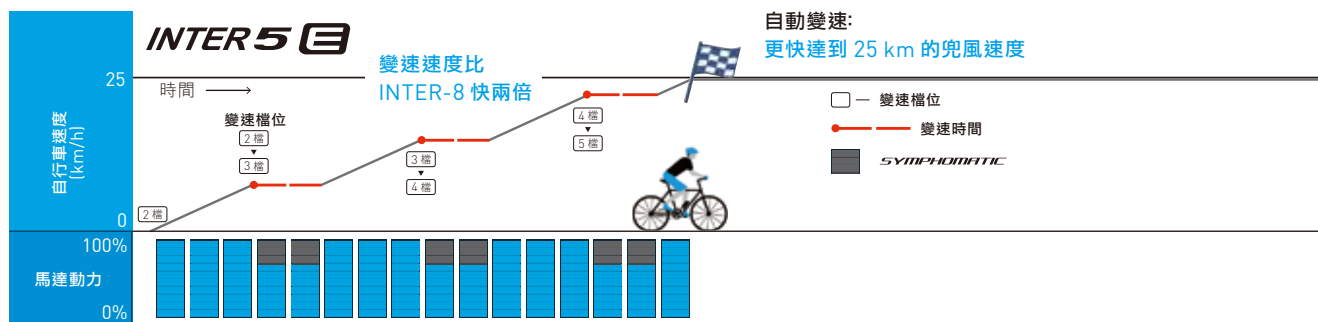 INTER 5 E
自動變速:
更快達到 25 km 的兜風速度
變速速度比
INTER-8 快兩倍
25
時間
自行車速度
(km/h)
0
變速檔位
2 檔
3 檔
2 檔
3 檔
4 檔
4 檔
5 檔
— 變速檔位
變速時間
SYMPHOMATIC
100%
馬達動力
0%